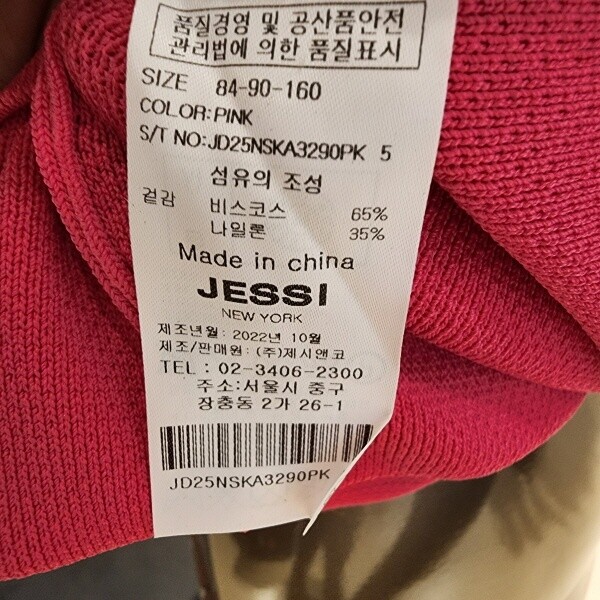 품질경영 및 공산품안전
관리법에 의한 품질표시
SIZE 84-90-160
COLOR: PINK
S/T NO:JD25NSKA3290PK 5
섬유의 조성
겉감 비스코스 65%
나일론 35%
Made in china
JESSI
NEW YORK
제조년월: 2022년 10월
제조/판매원: (주)제시앤코
TEL : 02-3406-2300
주소:서울시 중구
장충동 2가 26-1
JD25NSKA3290PK